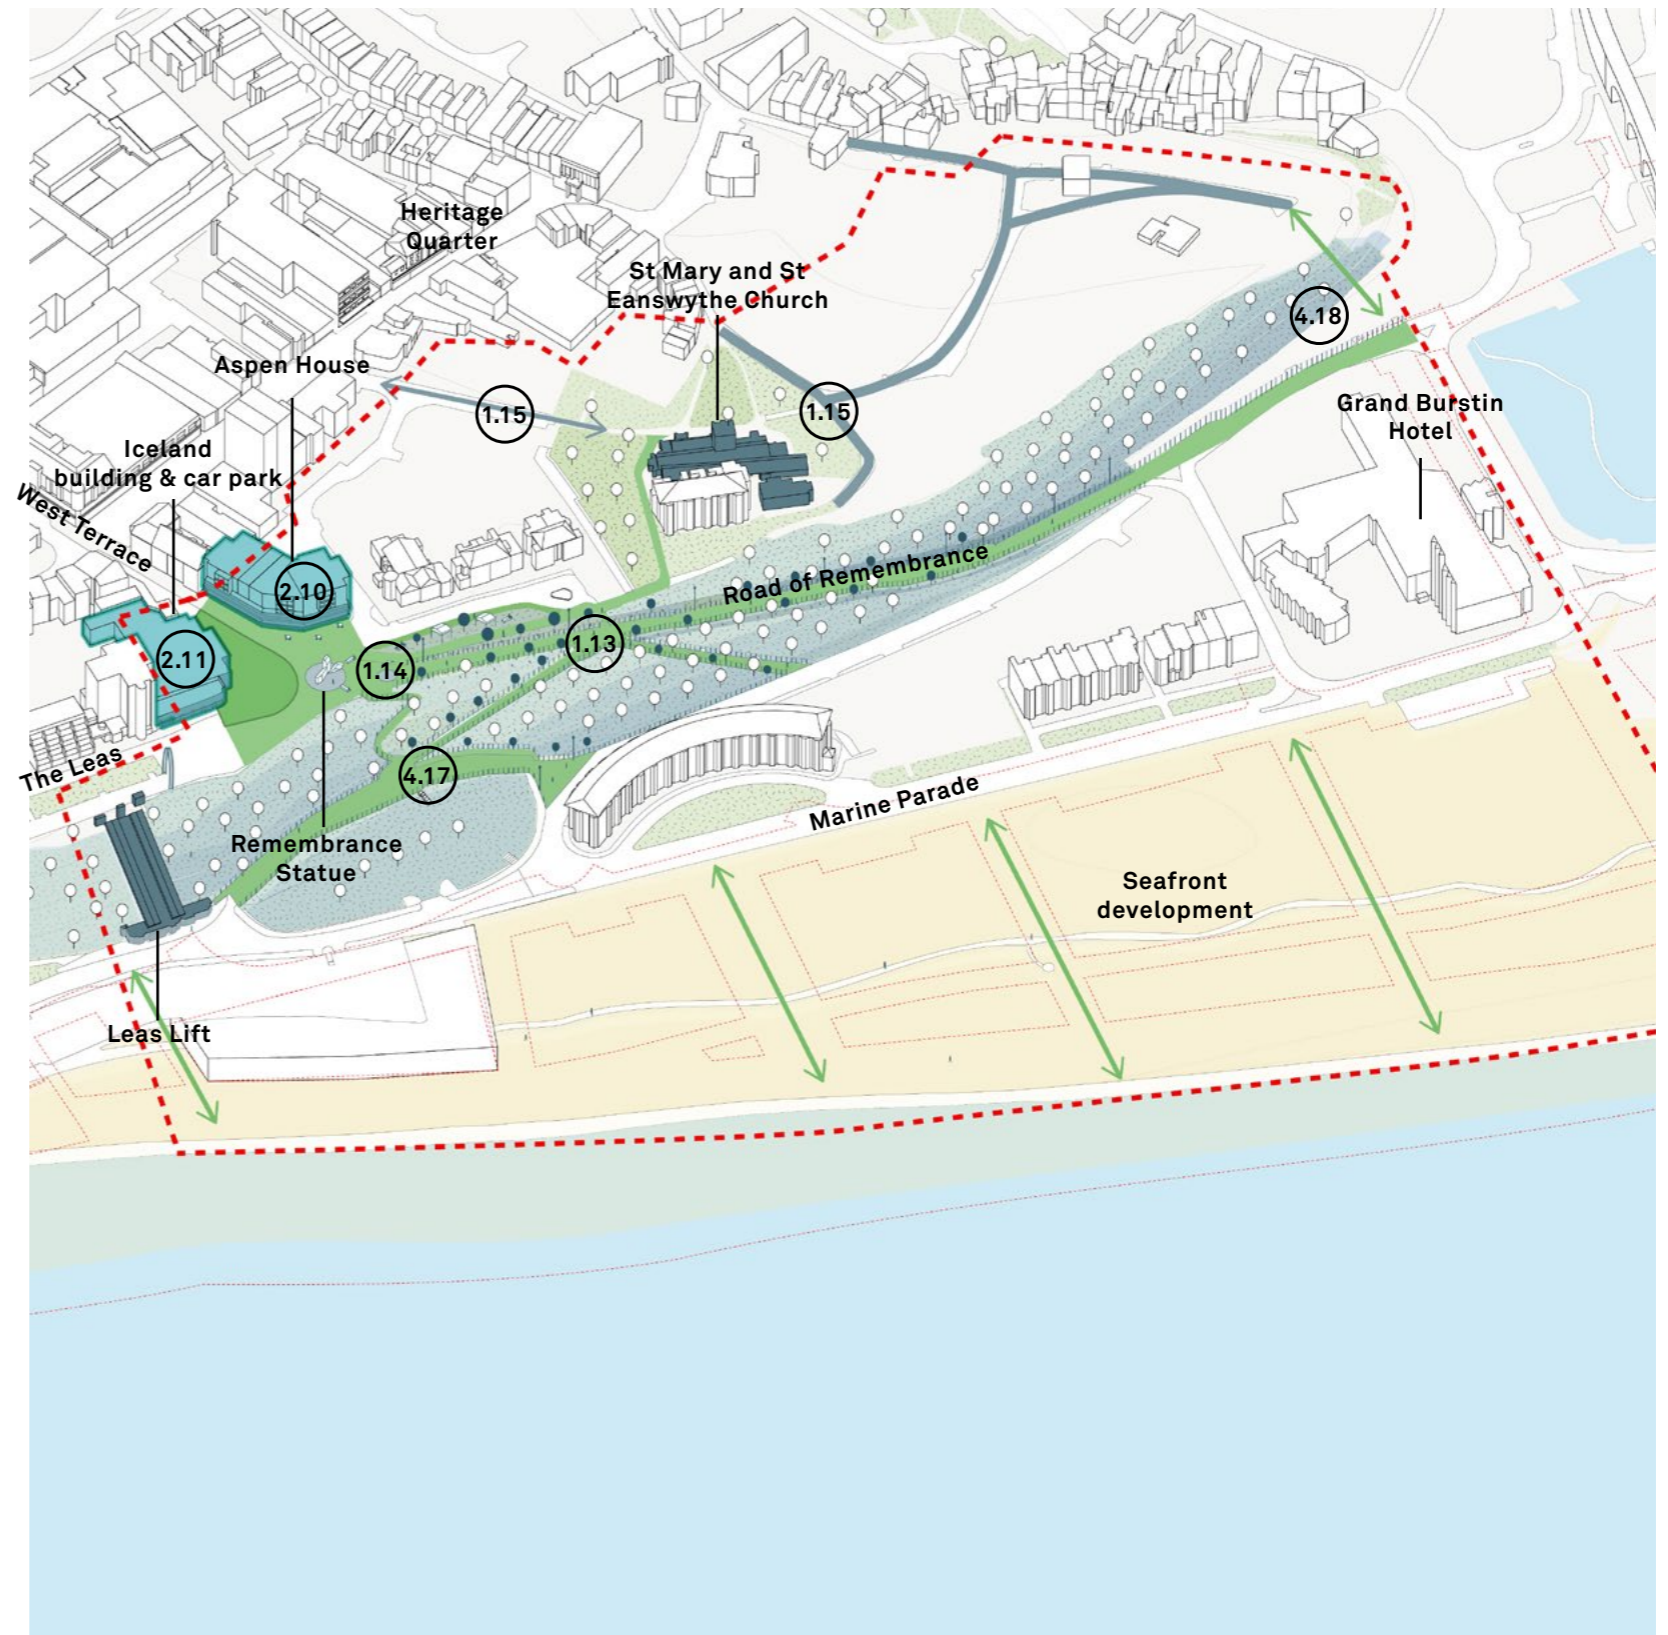 Heritage
Quarter
St Mary and St
Eanswythe Church
4.18
Aspen House
1.15
1.15
Grand Burstin
Hotel
Iceland
building & car park
West Terrace
2.10
Road of Remembrance
2.11
1.14
1.13
The Leas
4.17
Marine Parade
Remembrance
Statue
Seafront
development
Leas Lift